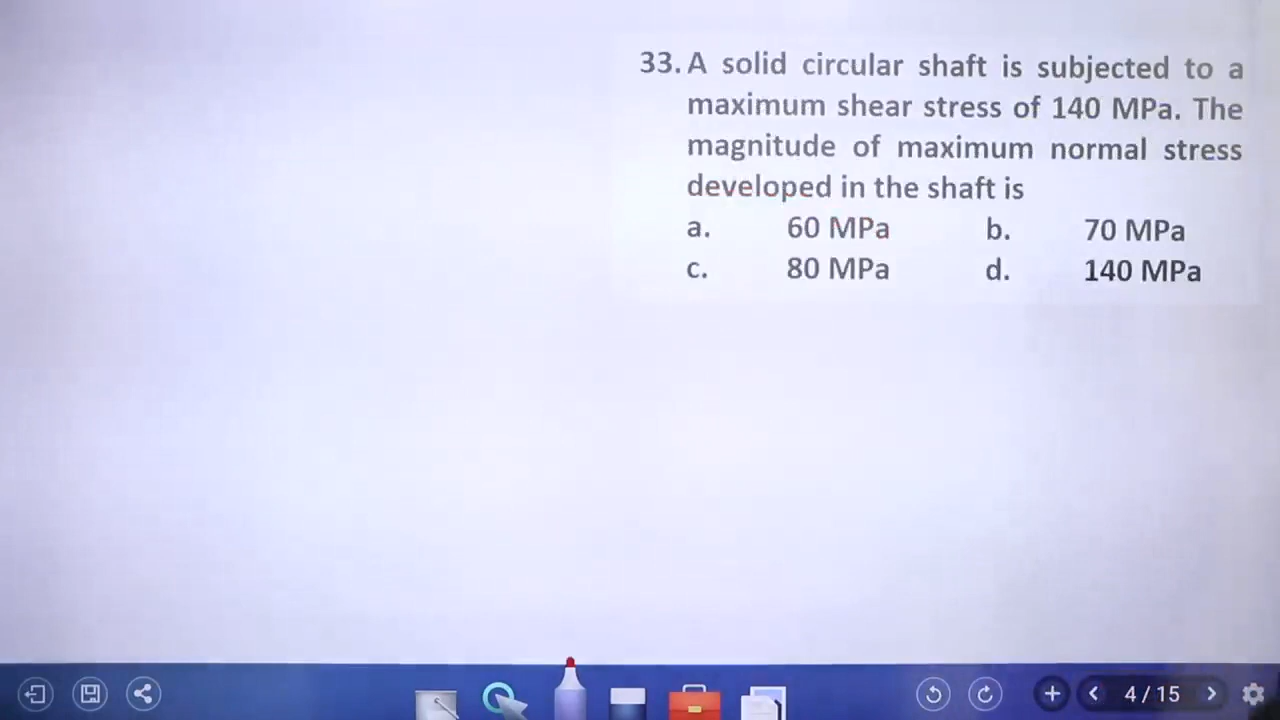 33. A solid circular shaft is subjected to a
maximum shear stress of 140 MPa. The
magnitude of maximum normal stress
developed in the shaft is
a. 60 MPa b. 70 MPa
c. 80 MPa d. 140 MPa
4 / 15